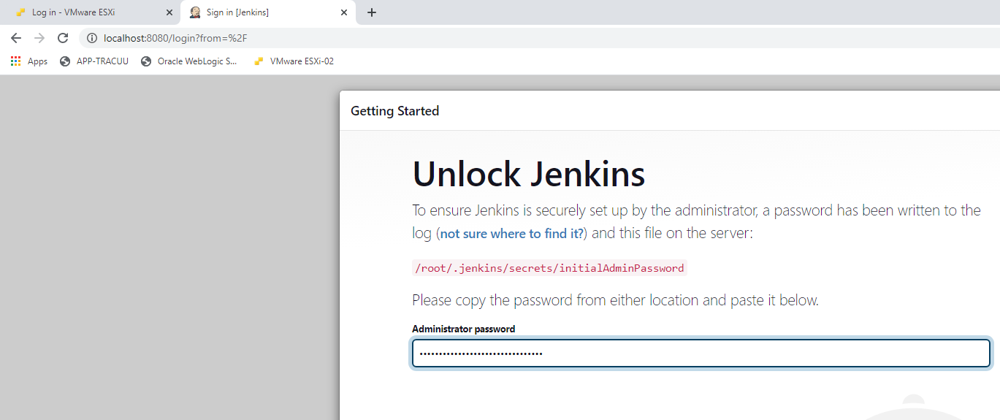 Log in - VMware ESXi
Sign in [Jenkins]
localhost:8080/login?from=%2F
Apps
APP-TRACUU
Oracle WebLogic S...
VMware ESXi-02
Getting Started
Unlock Jenkins
To ensure Jenkins is securely set up by the administrator, a password has been written to the
log (not sure where to find it?) and this file on the server:
/root/.jenkins/secrets/initialAdminPassword
Please copy the password from either location and paste it below.
Administrator password